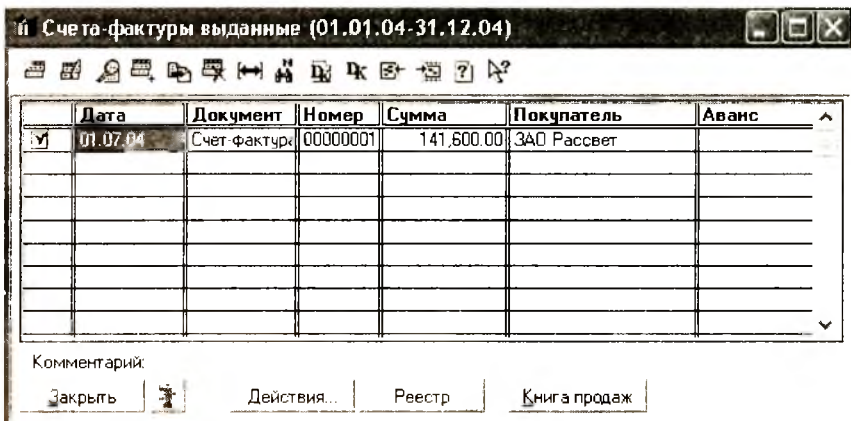 Счета-фактуры выданные (01.01.04-31.12.04)
Дата Документ Номер Сумма Покупатель Аванс
01.07.04 Счет-фактура 00000001 141,600.00 ЗАО Рассвет
Комментарий:
Закрыть Действия... Реестр Книга продаж